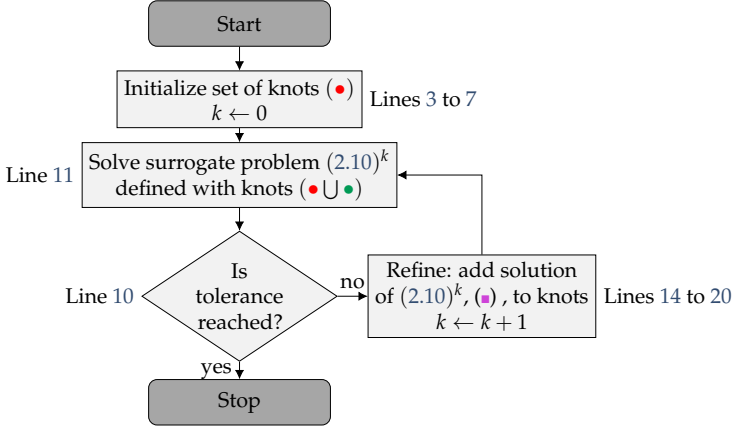 Start
Initialize set of knots (•)
k ← 0
Lines 3 to 7
Line 11
Solve surrogate problem (2.10)^k
defined with knots (• ⋃ •)
Line 10
Is
tolerance
reached?
no
Refine: add solution
of (2.10)^k, (▪) , to knots
k ← k + 1
Lines 14 to 20
yes
Stop